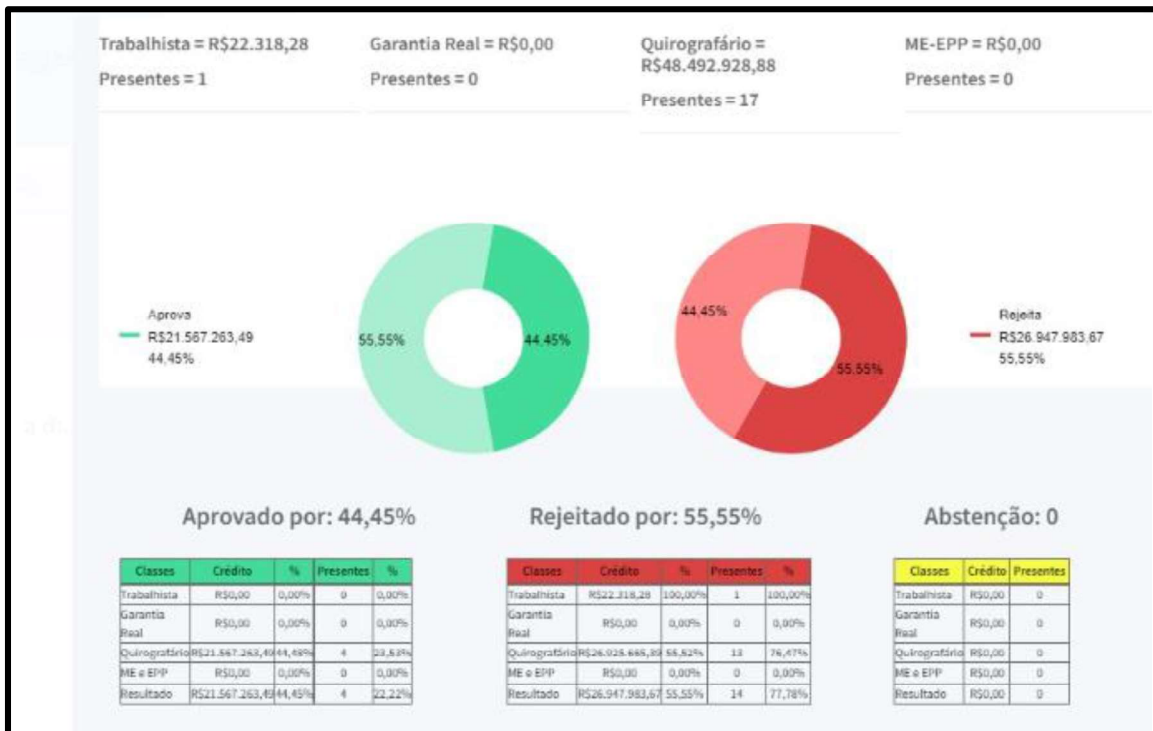 Trabalhista = R$22.318,28
Presentes = 1
Garantia Real = R$0,00
Presentes = 0
Quirografário =
R$48.492.928,88
Presentes = 17
ME-EPP = R$0,00
Presentes = 0
Aprova
R$21.567.263,49
44,45%
55,55%
44,45%
44,45%
55,55%
Rejeita
R$26.947.983,67
55,55%
Aprovado por: 44,45%
Rejeitado por: 55,55%
Abstenção: 0
Classes Crédito % Presentes %
Trabalhista R$0,00 0,00% 0 0,00%
Garantia
Real R$0,00 0,00% 0 0,00%
Quirografário R$21.567.263,49 44,48% 4 23,53%
ME e EPP R$0,00 0,00% 0 0,00%
Resultado R$21.567.263,49 44,45% 4 22,22%
Classes Crédito % Presentes %
Trabalhista R$22.318,28 100,00% 1 100,00%
Garantia
Real R$0,00 0,00% 0 0,00%
Quirografário R$26.925.665,39 55,52% 13 76,47%
ME e EPP R$0,00 0,00% 0 0,00%
Resultado R$26.947.983,67 55,55% 14 77,78%
Classes Crédito Presentes
Trabalhista R$0,00 0
Garantia
Real R$0,00 0
Quirografário R$0,00 0
ME e EPP R$0,00 0
Resultado R$0,00 0